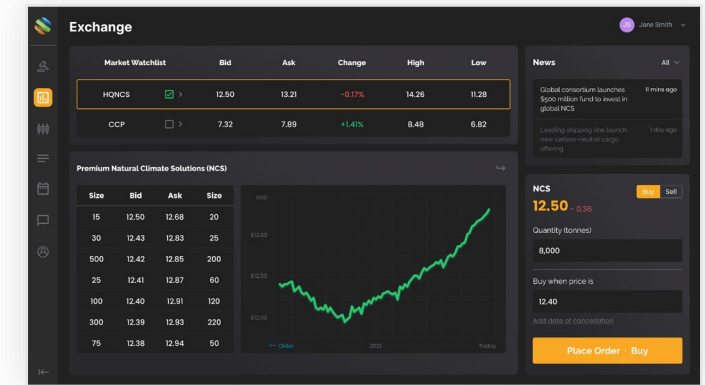 Exchange
JS Jane Smith
Market Watchlist Bid Ask Change High Low
HQNCS 12.50 13.21 -0.17% 14.26 11.28
CCP 7.32 7.89 +1.41% 8.48 6.82
News All
Global consortium launches 11 mins ago
$500 million fund to invest in
global NCS
Leading shipping line launch 1 day ago
new carbon-neutral cargo
offering
Premium Natural Climate Solutions (NCS)
Size Bid Ask Size
15 12.50 12.68 20
30 12.43 12.83 25
500 12.42 12.85 200
25 12.41 12.87 60
100 12.40 12.91 120
300 12.39 12.93 220
75 12.38 12.94 50
USD
$13.00
$12.50
$12.00
← Older 2021 Today
NCS Buy Sell
12.50 - 0.36
Quantity (tonnes)
8,000
Buy when price is
12.40
Add date of cancellation
Place Order · Buy